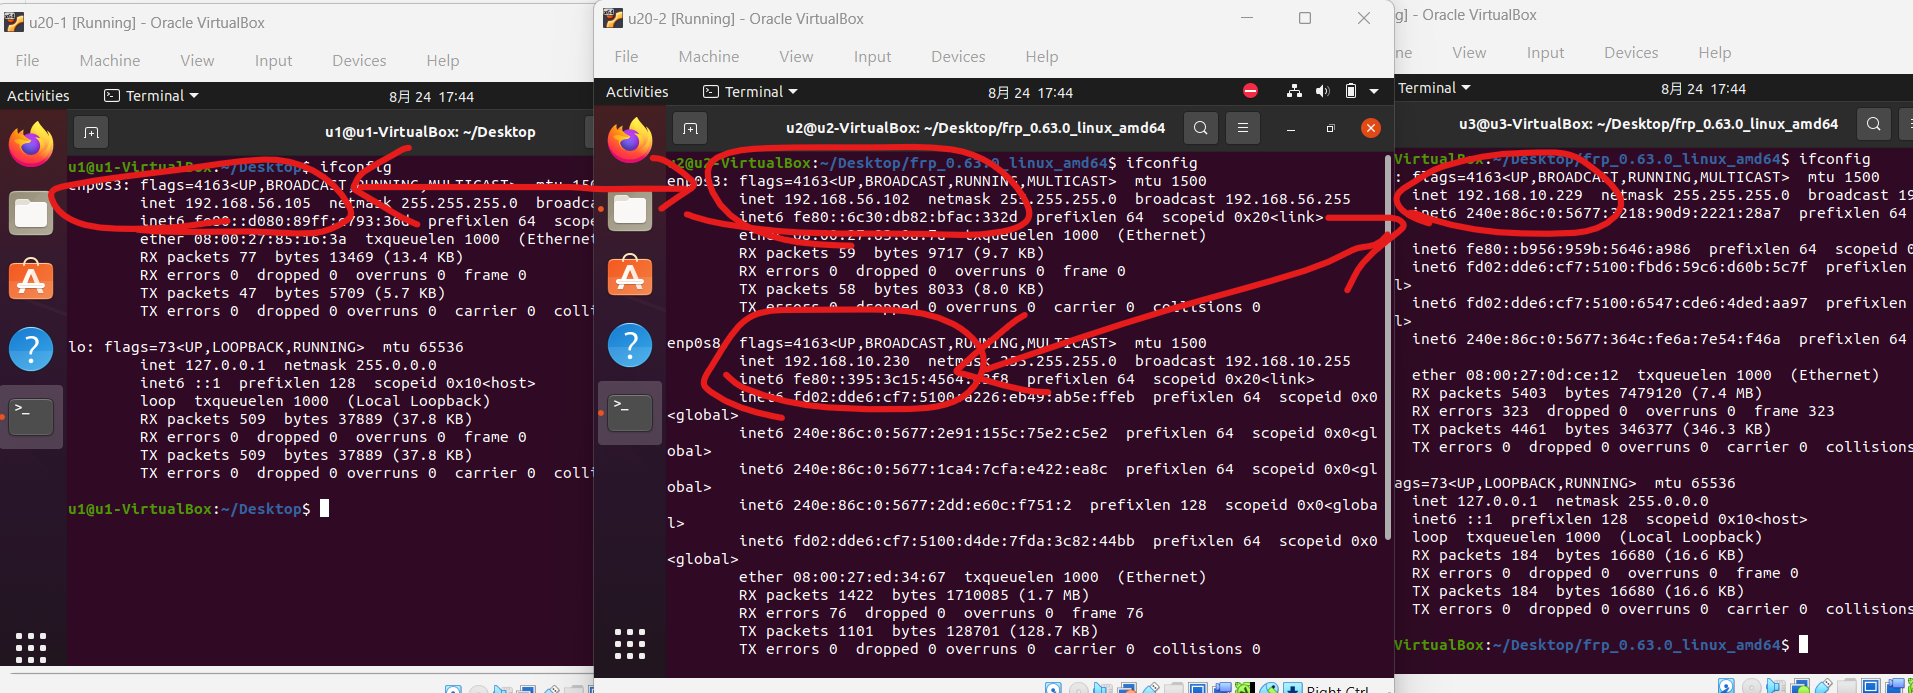 u20-1 [Running] - Oracle VirtualBox
File Machine View Input Devices Help
Activities Terminal 8月 24 17:44
u1@u1-VirtualBox: ~/Desktop
u1@u1-VirtualBox:~/Desktop$ ifconfig
enp0s3: flags=4163<UP,BROADCAST,RUNNING,MULTICAST> mtu 150
inet 192.168.56.105 netmask 255.255.255.0 broadca
inet6 fe80::d080:89ff: prefixlen 64 scope
ether 08:00:27:85:16:3a txqueuelen 1000 (Ethernet
RX packets 77 bytes 13469 (13.4 KB)
RX errors 0 dropped 0 overruns 0 frame 0
TX packets 47 bytes 5709 (5.7 KB)
TX errors 0 dropped 0 overruns 0 carrier 0 colli
lo: flags=73<UP,LOOPBACK,RUNNING> mtu 65536
inet 127.0.0.1 netmask 255.0.0.0
inet6 ::1 prefixlen 128 scopeid 0x10<host>
loop txqueuelen 1000 (Local Loopback)
RX packets 509 bytes 37889 (37.8 KB)
RX errors 0 dropped 0 overruns 0 frame 0
TX packets 509 bytes 37889 (37.8 KB)
TX errors 0 dropped 0 overruns 0 carrier 0 colli
u1@u1-VirtualBox:~/Desktop$
u20-2 [Running] - Oracle VirtualBox
File Machine View Input Devices Help
Activities Terminal 8月 24 17:44
u2@u2-VirtualBox: ~/Desktop/frp_0.63.0_linux_amd64
u2@u2-VirtualBox:~/Desktop/frp_0.63.0_linux_amd64$ ifconfig
enp0s3: flags=4163<UP,BROADCAST,RUNNING,MULTICAST> mtu 1500
inet 192.168.56.102 netmask 255.255.255.0 broadcast 192.168.56.255
inet6 fe80::6c30:db82:bfac:332d prefixlen 64 scopeid 0x20<link>
ether txqueuelen 1000 (Ethernet)
RX packets 59 bytes 9717 (9.7 KB)
RX errors 0 dropped 0 overruns 0 frame 0
TX packets 58 bytes 8033 (8.0 KB)
TX errors 0 dropped 0 overruns 0 carrier 0 collisions 0
enp0s8: flags=4163<UP,BROADCAST,RUNNING,MULTICAST> mtu 1500
inet 192.168.10.230 netmask 255.255.255.0 broadcast 192.168.10.255
inet6 fe80::395:3c15:4564: prefixlen 64 scopeid 0x20<link>
inet6 fd02:dde6:cf7:5100:a226:eb49:ab5e:ffeb prefixlen 64 scopeid 0x0
<global>
inet6 240e:86c:0:5677:2e91:155c:75e2:c5e2 prefixlen 64 scopeid 0x0<gl
obal>
inet6 240e:86c:0:5677:1ca4:7cfa:e422:ea8c prefixlen 64 scopeid 0x0<gl
obal>
inet6 240e:86c:0:5677:2dd:e60c:f751:2 prefixlen 128 scopeid 0x0<globa
l>
inet6 fd02:dde6:cf7:5100:d4de:7fda:3c82:44bb prefixlen 64 scopeid 0x0
<global>
ether 08:00:27:ed:34:67 txqueuelen 1000 (Ethernet)
RX packets 1422 bytes 1710085 (1.7 MB)
RX errors 76 dropped 0 overruns 0 frame 76
TX packets 1101 bytes 128701 (128.7 KB)
TX errors 0 dropped 0 overruns 0 carrier 0 collisions 0
Right Ctrl
g] - Oracle VirtualBox
ne View Input Devices Help
Terminal 8月 24 17:44
u3@u3-VirtualBox: ~/Desktop/frp_0.63.0_linux_amd64
VirtualBox:~/Desktop/frp_0.63.0_linux_amd64$ ifconfig
: flags=4163<UP,BROADCAST,RUNNING,MULTICAST> mtu 1500
inet 192.168.10.229 netmask 255.255.255.0 broadcast 19
inet6 240e:86c:0:5677:3218:90d9:2221:28a7 prefixlen 64
inet6 fe80::b956:959b:5646:a986 prefixlen 64 scopeid 0
inet6 fd02:dde6:cf7:5100:fbd6:59c6:d60b:5c7f prefixlen
l>
inet6 fd02:dde6:cf7:5100:6547:cde6:4ded:aa97 prefixlen
l>
inet6 240e:86c:0:5677:364c:fe6a:7e54:f46a prefixlen 64
ether 08:00:27:0d:ce:12 txqueuelen 1000 (Ethernet)
RX packets 5403 bytes 7479120 (7.4 MB)
RX errors 323 dropped 0 overruns 0 frame 323
TX packets 4461 bytes 346377 (346.3 KB)
TX errors 0 dropped 0 overruns 0 carrier 0 collisions
ags=73<UP,LOOPBACK,RUNNING> mtu 65536
inet 127.0.0.1 netmask 255.0.0.0
inet6 ::1 prefixlen 128 scopeid 0x10<host>
loop txqueuelen 1000 (Local Loopback)
RX packets 184 bytes 16680 (16.6 KB)
RX errors 0 dropped 0 overruns 0 frame 0
TX packets 184 bytes 16680 (16.6 KB)
TX errors 0 dropped 0 overruns 0 carrier 0 collisions
VirtualBox:~/Desktop/frp_0.63.0_linux_amd64$